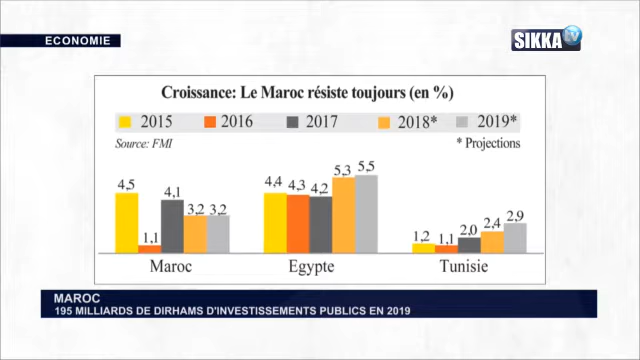 ECONOMIE
SIKKA TV
Croissance: Le Maroc résiste toujours (en %)
2015 2016 2017 2018* 2019*
Source: FMI * Projections
4,5 1,1 4,1 3,2 3,2 4,4 4,3 4,2 5,3 5,5 1,2 1,1 2,0 2,4 2,9
Maroc Egypte Tunisie
MAROC
195 MILLIARDS DE DIRHAMS D'INVESTISSEMENTS PUBLICS EN 2019